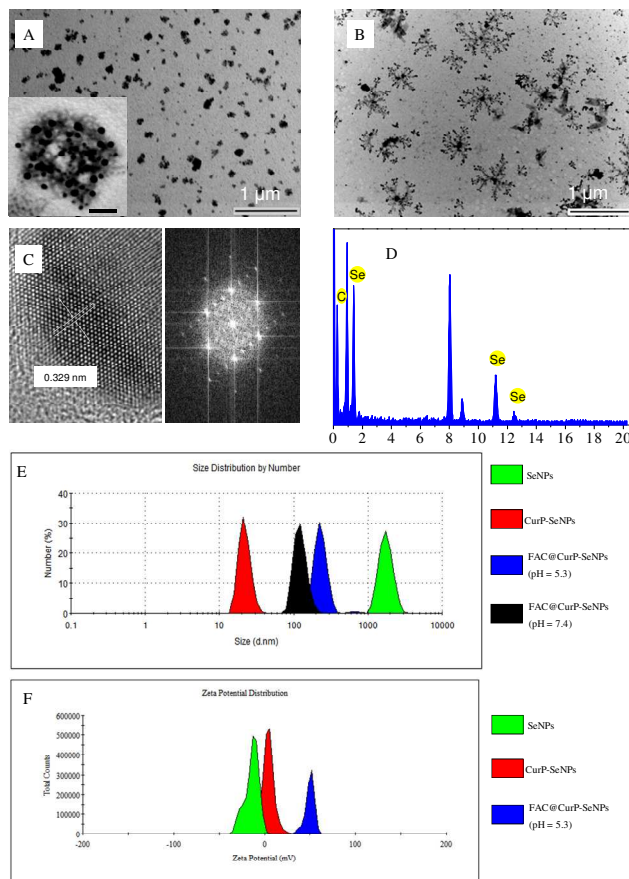 A
1 µm
B
1 µm
C
0.329 nm
D
C
Se
Se
Se
0 2 4 6 8 10 12 14 16 18 20
E
Size Distribution by Number
Number (%)
40
30
20
10
0
0.1 1 10 100 1000 10000
Size (d.nm)
SeNPs
CurP-SeNPs
FAC@CurP-SeNPs
(pH = 5.3)
FAC@CurP-SeNPs
(pH = 7.4)
F
Zeta Potential Distribution
Total Counts
600000
500000
400000
300000
200000
100000
0
-200 -100 0 100 200
Zeta Potential (mV)
SeNPs
CurP-SeNPs
FAC@CurP-SeNPs
(pH = 5.3)